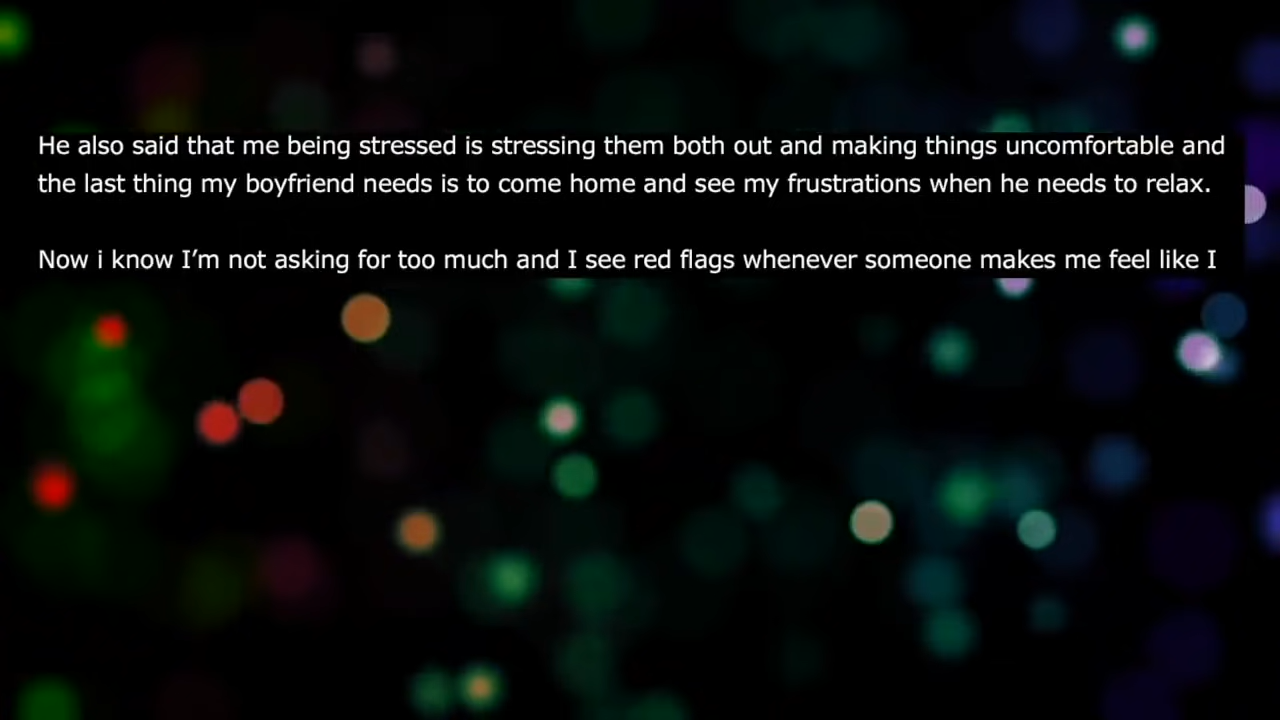 He also said that me being stressed is stressing them both out and making things uncomfortable and
the last thing my boyfriend needs is to come home and see my frustrations when he needs to relax.
Now i know I’m not asking for too much and I see red flags whenever someone makes me feel like I